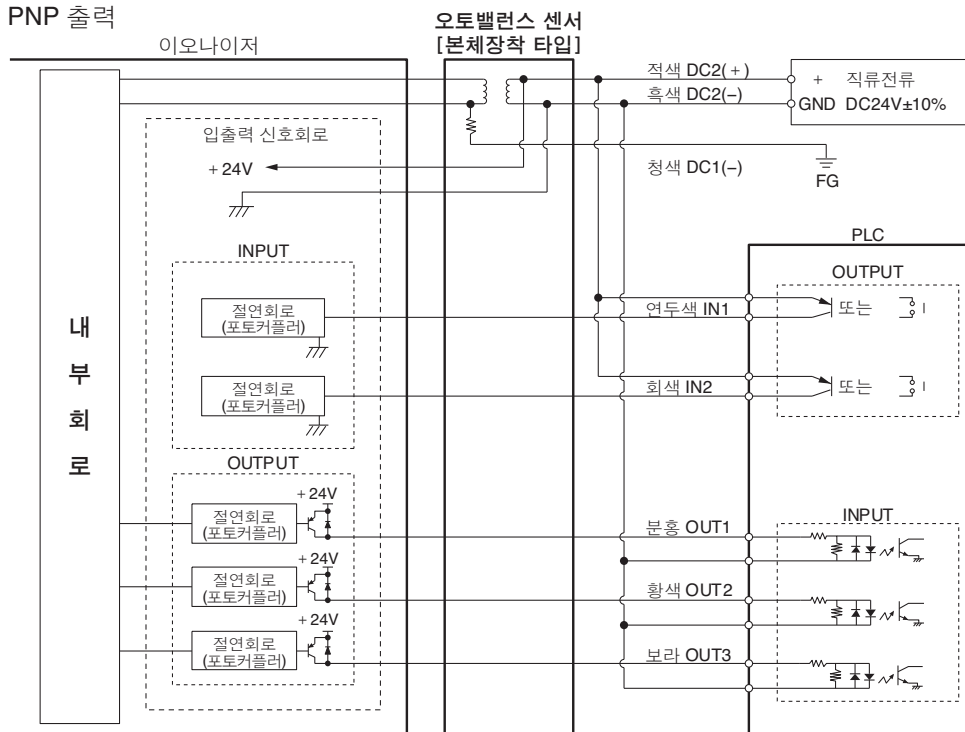 PNP 출력
이오나이저
오토밸런스 센서
[본체장착 타입]
적색 DC2(+)
흑색 DC2(-)
청색 DC1(-)
+ 직류전류
GND DC24V±10%
FG
입출력 신호회로
+24V
INPUT
절연회로
(포토커플러)
절연회로
(포토커플러)
내
부
회
로
OUTPUT
+24V
절연회로
(포토커플러)
+24V
절연회로
(포토커플러)
+24V
절연회로
(포토커플러)
연두색 IN1
회색 IN2
분홍 OUT1
황색 OUT2
보라 OUT3
PLC
OUTPUT
또는
또는
INPUT